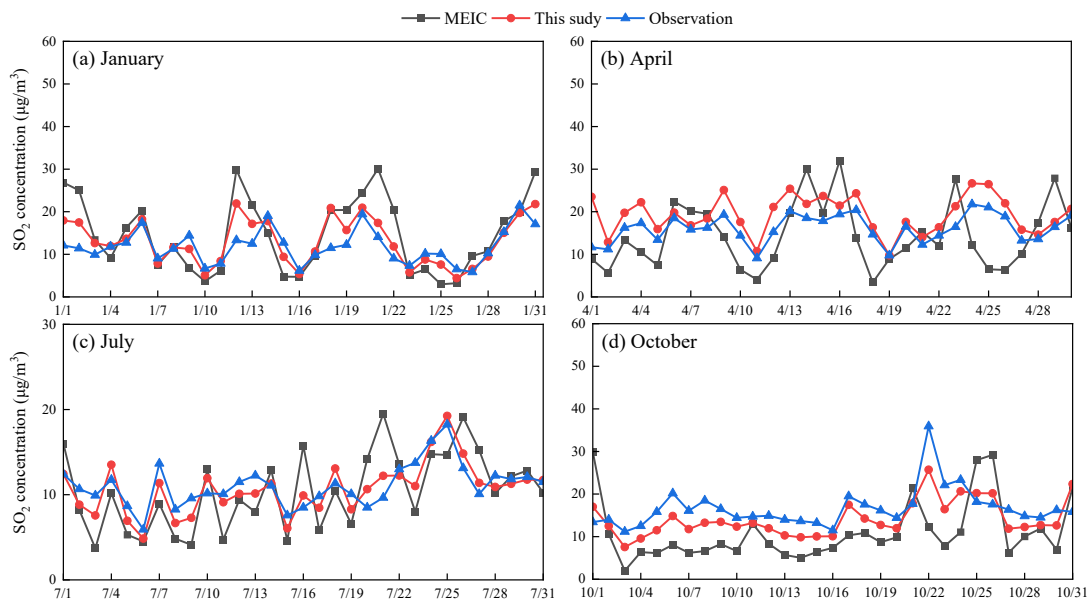 MEIC This sudy Observation
(a) January
SO2 concentration (μg/m3)
60
50
40
30
20
10
0
1/1 1/4 1/7 1/10 1/13 1/16 1/19 1/22 1/25 1/28 1/31
(b) April
60
50
40
30
20
10
0
4/1 4/4 4/7 4/10 4/13 4/16 4/19 4/22 4/25 4/28
(c) July
SO2 concentration (μg/m3)
30
20
10
0
7/1 7/4 7/7 7/10 7/13 7/16 7/19 7/22 7/25 7/28 7/31
(d) October
60
50
40
30
20
10
0
10/1 10/4 10/7 10/10 10/13 10/16 10/19 10/22 10/25 10/28 10/31